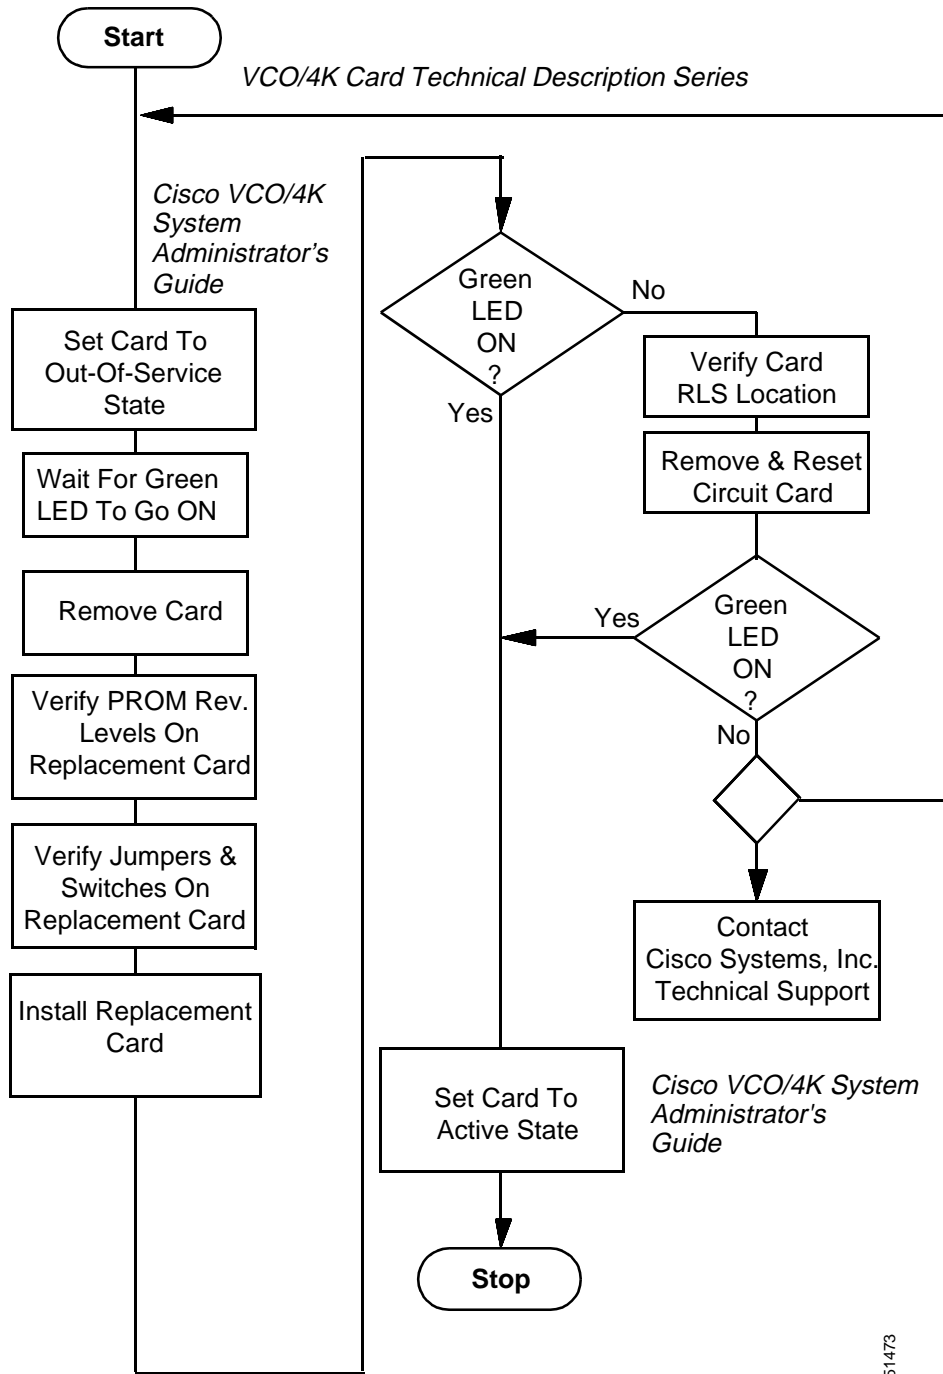 Start
VCO/4K Card Technical Description Series
Cisco VCO/4K
System
Administrator's
Guide
Set Card To
Out-Of-Service
State
Wait For Green
LED To Go ON
Remove Card
Verify PROM Rev.
Levels On
Replacement Card
Verify Jumpers &
Switches On
Replacement Card
Install Replacement
Card
Green
LED
ON
?
No
Yes
Verify Card
RLS Location
Remove & Reset
Circuit Card
Green
LED
ON
?
Yes
No
Contact
Cisco Systems, Inc.
Technical Support
Set Card To
Active State
Cisco VCO/4K System
Administrator's
Guide
Stop
51473